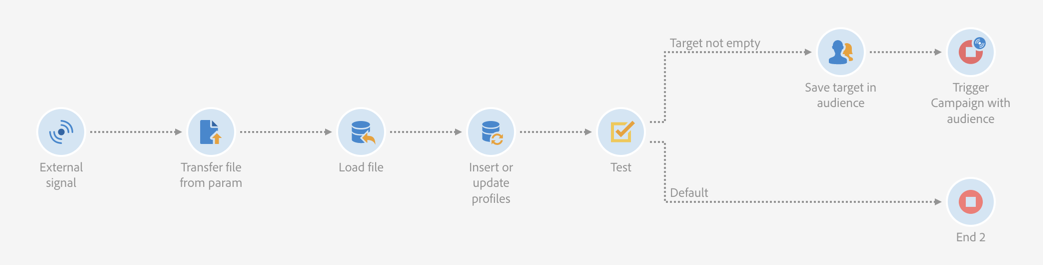 External
signal
Transfer file
from param
Load file
Insert or
update
profiles
Test
Target not empty
Save target in
audience
Trigger
Campaign with
audience
Default
End 2